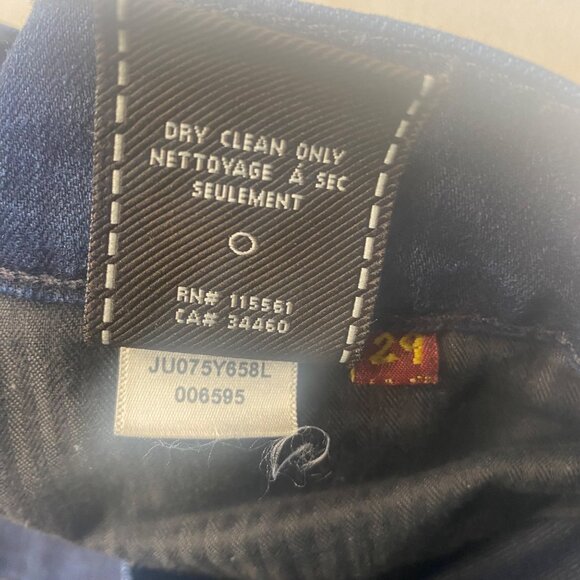 DRY CLEAN ONLY
NETTOYAGE À SEC
SEULEMENT
RN# 115561
CA# 34460
JU075Y658L
006595
29